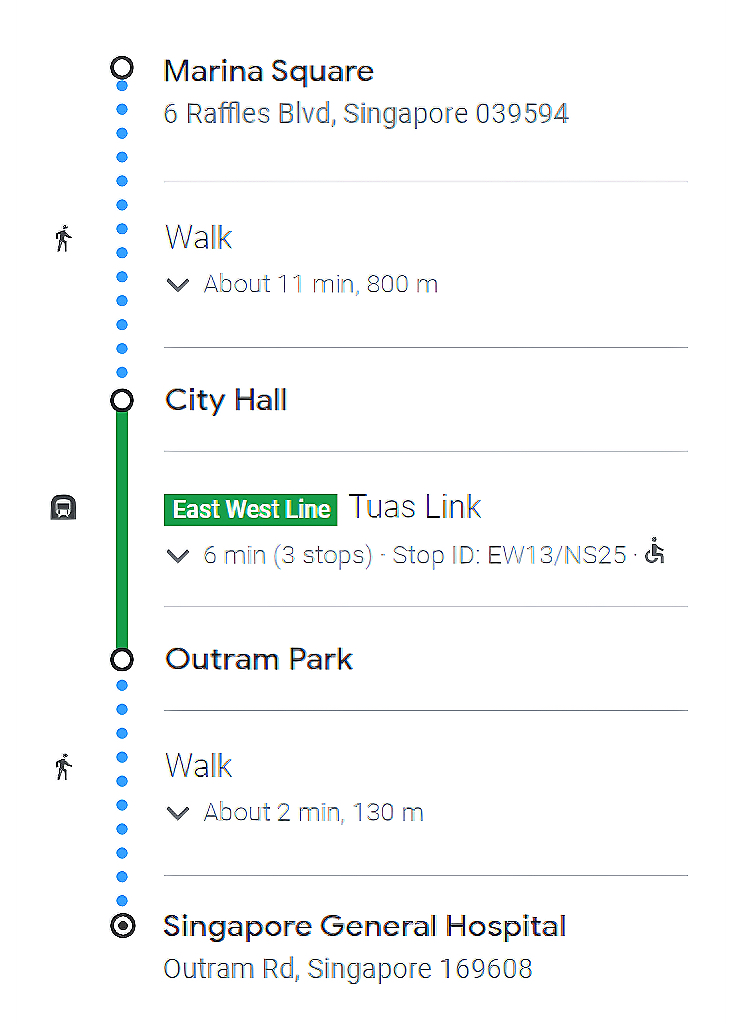 Marina Square
6 Raffles Blvd, Singapore 039594
Walk
About 11 min, 800 m
City Hall
East West Line Tuas Link
6 min (3 stops) · Stop ID: EW13/NS25 ·
Outram Park
Walk
About 2 min, 130 m
Singapore General Hospital
Outram Rd, Singapore 169608